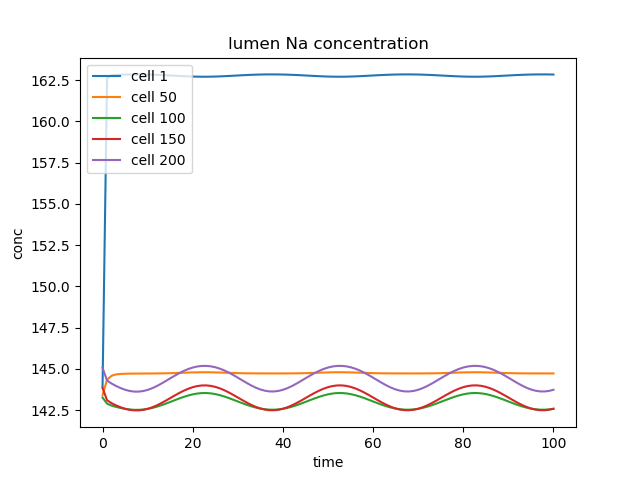 lumen Na concentration
162.5
160.0
157.5
155.0
152.5
150.0
147.5
145.0
142.5
conc
cell 1
cell 50
cell 100
cell 150
cell 200
0
20
40
60
80
100
time